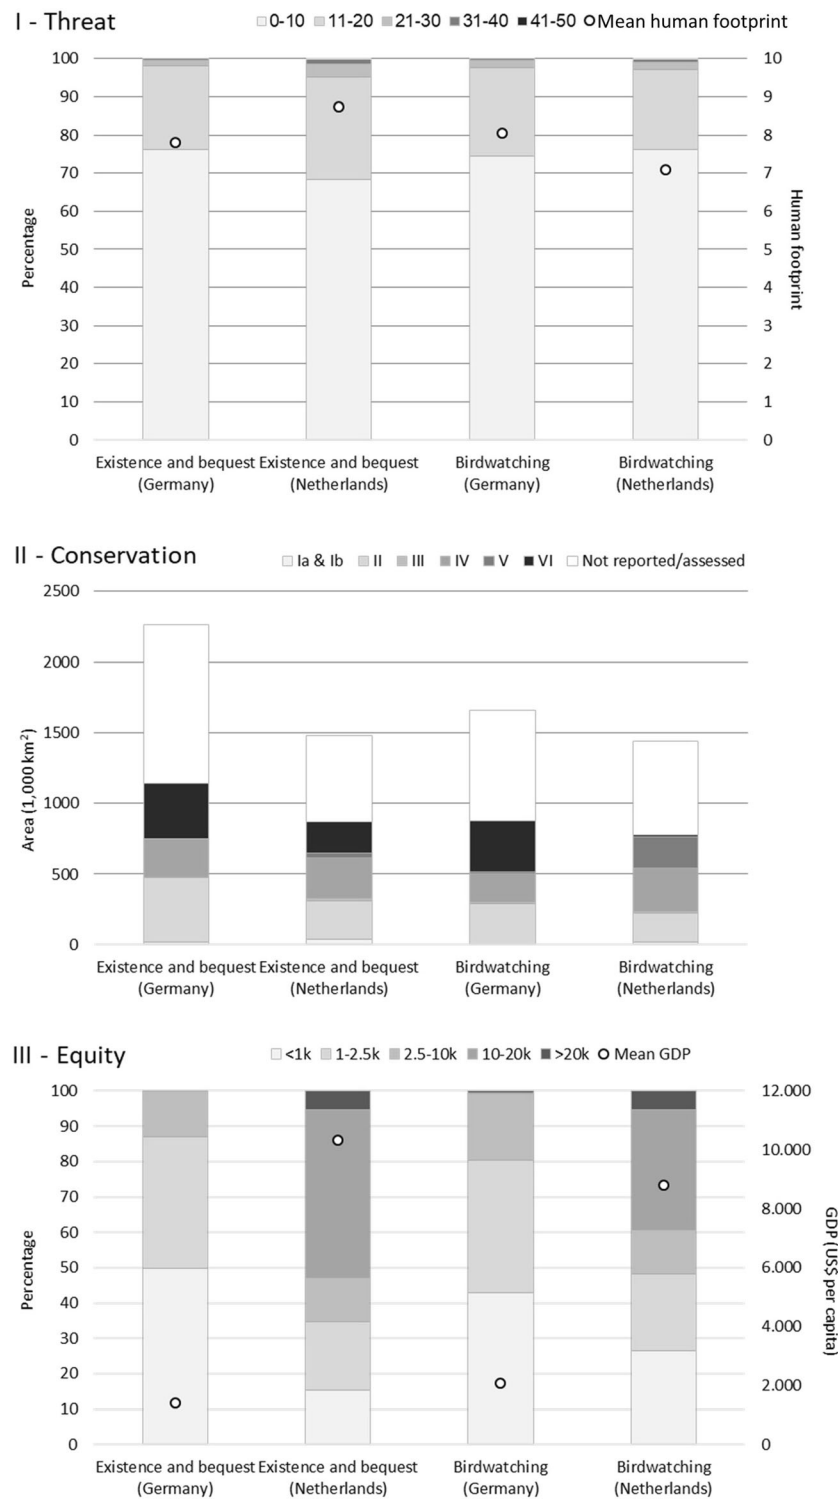 I - Threat
0-10 11-20 21-30 31-40 41-50 Mean human footprint
100 10
90 9
80 8
70 7
60 6
50 5
40 4
30 3
20 2
10 1
0 0
Percentage
Human footprint
Existence and bequest Existence and bequest Birdwatching Birdwatching
(Germany) (Netherlands) (Germany) (Netherlands)
II - Conservation
Ia & Ib II III IV V VI Not reported/assessed
2500
2000
1500
1000
500
0
Area (1,000 km²)
Existence and bequest Existence and bequest Birdwatching Birdwatching
(Germany) (Netherlands) (Germany) (Netherlands)
III - Equity
<1k 1-2.5k 2.5-10k 10-20k >20k Mean GDP
100 12.000
90 10.000
80
70 8.000
60
50 6.000
40 4.000
30
20 2.000
10
0 0
Percentage
GDP (US$ per capita)
Existence and bequest Existence and bequest Birdwatching Birdwatching
(Germany) (Netherlands) (Germany) (Netherlands)